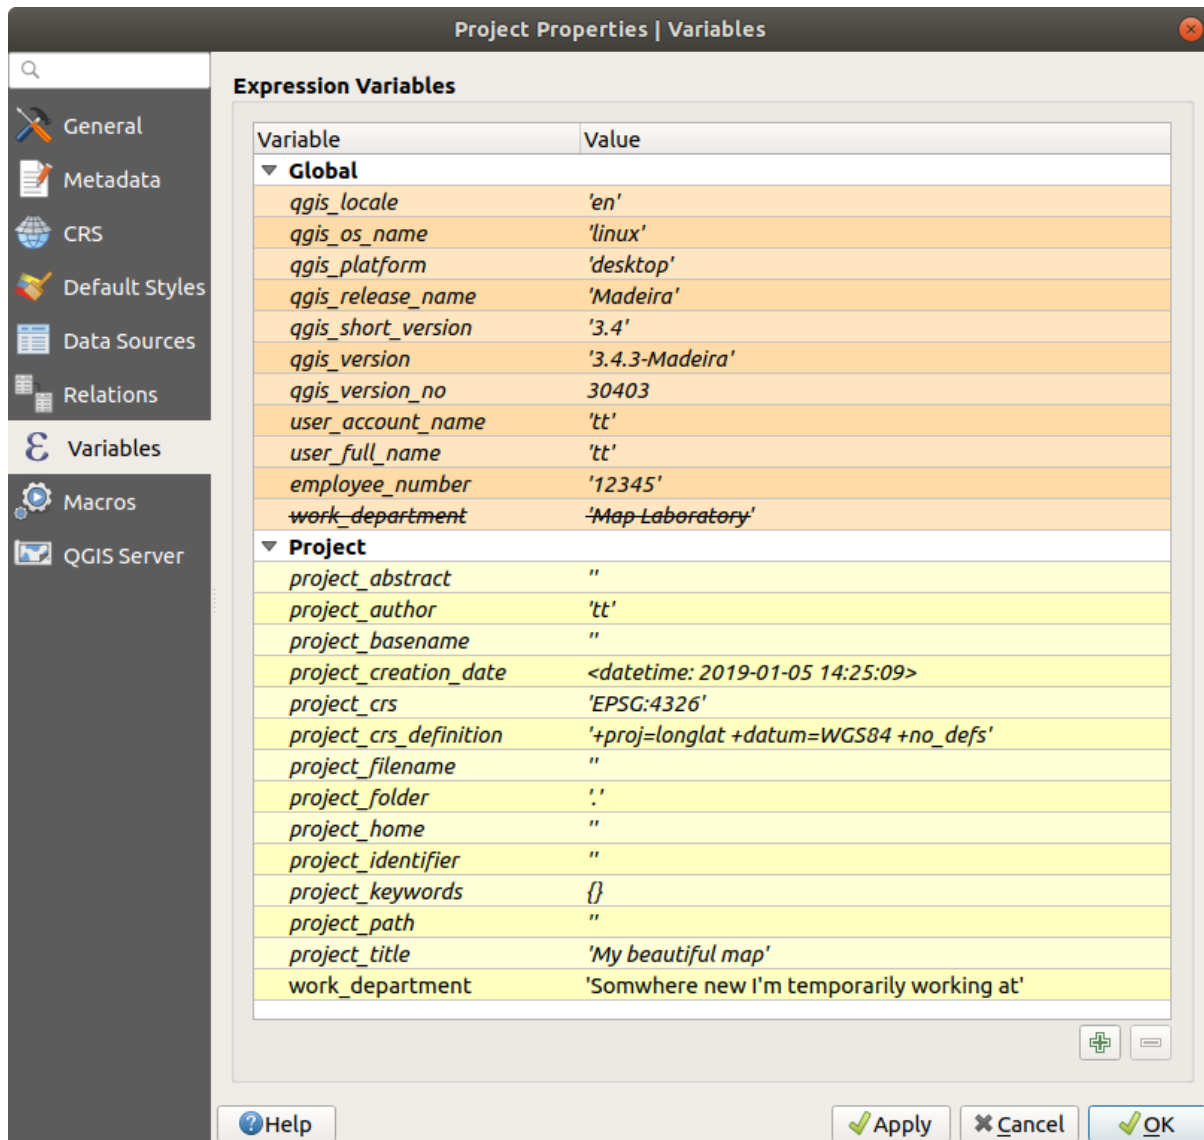 Project Properties | Variables
General
Metadata
CRS
Default Styles
Data Sources
Relations
Variables
Macros
QGIS Server
Expression Variables
Variable Value
Global
qgis_locale 'en'
qgis_os_name 'linux'
qgis_platform 'desktop'
qgis_release_name 'Madeira'
qgis_short_version '3.4'
qgis_version '3.4.3-Madeira'
qgis_version_no 30403
user_account_name 'tt'
user_full_name 'tt'
employee_number '12345'
work_department 'Map Laboratory'
Project
project_abstract ''
project_author 'tt'
project_basename ''
project_creation_date <datetime: 2019-01-05 14:25:09>
project_crs 'EPSG:4326'
project_crs_definition '+proj=longlat +datum=WGS84 +no_defs'
project_filename ''
project_folder '.'
project_home ''
project_identifier ''
project_keywords {}
project_path ''
project_title 'My beautiful map'
work_department 'Somwhere new I'm temporarily working at'
Help Apply Cancel OK